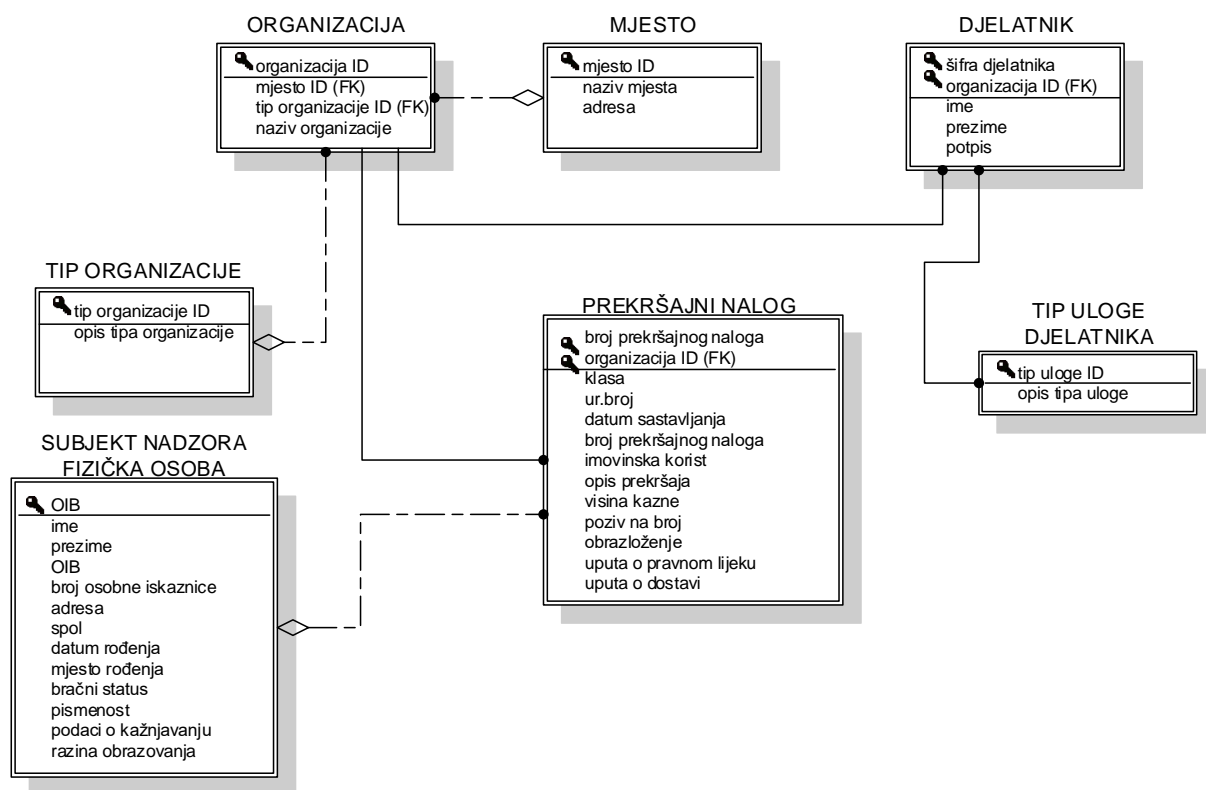 ORGANIZACIJA
organizacija ID
mjesto ID (FK)
tip organizacije ID (FK)
naziv organizacije
MJESTO
mjesto ID
naziv mjesta
adresa
DJELATNIK
šifra djelatnika
organizacija ID (FK)
ime
prezime
potpis
TIP ORGANIZACIJE
tip organizacije ID
opis tipa organizacije
PREKRŠAJNI NALOG
broj prekršajnog naloga
organizacija ID (FK)
klasa
ur.broj
datum sastavljanja
broj prekršajnog naloga
imovinska korist
opis prekršaja
visina kazne
poziv na broj
obrazloženje
uputa o pravnom lijeku
uputa o dostavi
TIP ULOGE
DJELATNIKA
tip uloge ID
opis tipa uloge
SUBJEKT NADZORA
FIZIČKA OSOBA
OIB
ime
prezime
OIB
broj osobne iskaznice
adresa
spol
datum rođenja
mjesto rođenja
bračni status
pismenost
podaci o kažnjavanju
razina obrazovanja